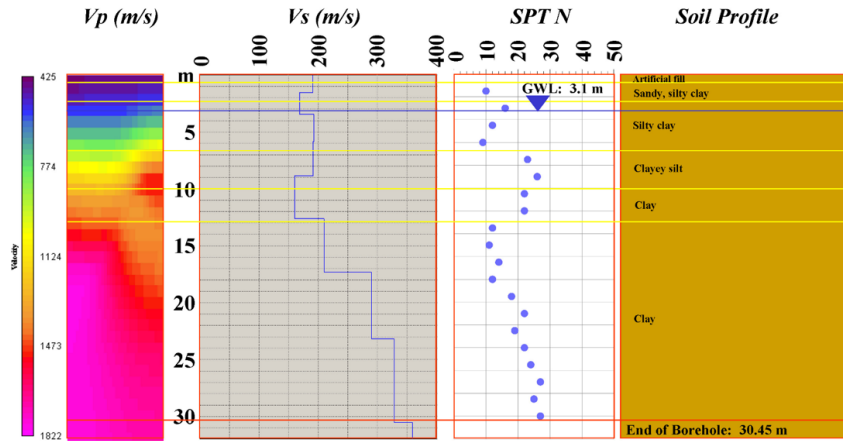 Vp (m/s)
Vs (m/s)
SPT N
Soil Profile
0
100
200
300
400
0
10
20
30
40
50
m
5
10
15
20
25
30
425
774
1124
1473
1822
Velocity
GWL: 3.1 m
Artificial fill
Sandy, silty clay
Silty clay
Clayey silt
Clay
Clay
End of Borehole: 30.45 m